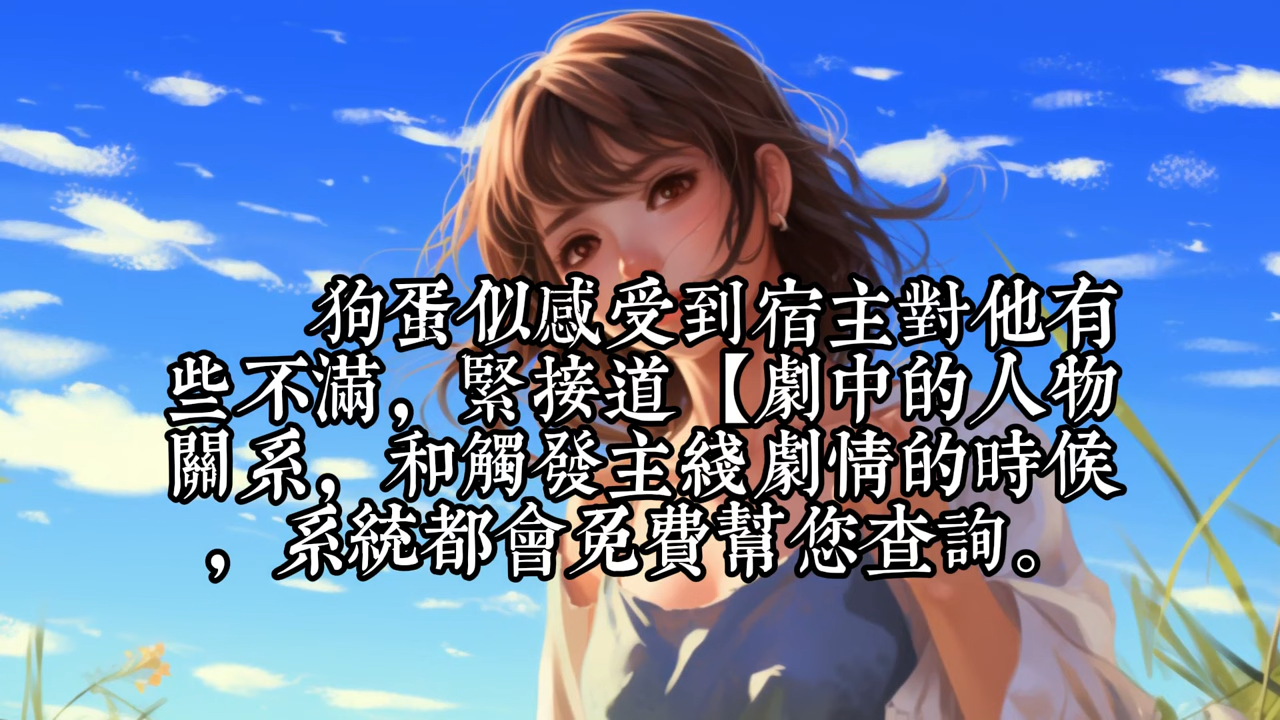 狗蛋似感受到宿主對他有
些不滿，緊接道【劇中的人物
關系，和觸發主綫劇情的時候
，系統都會免費幫您查詢。